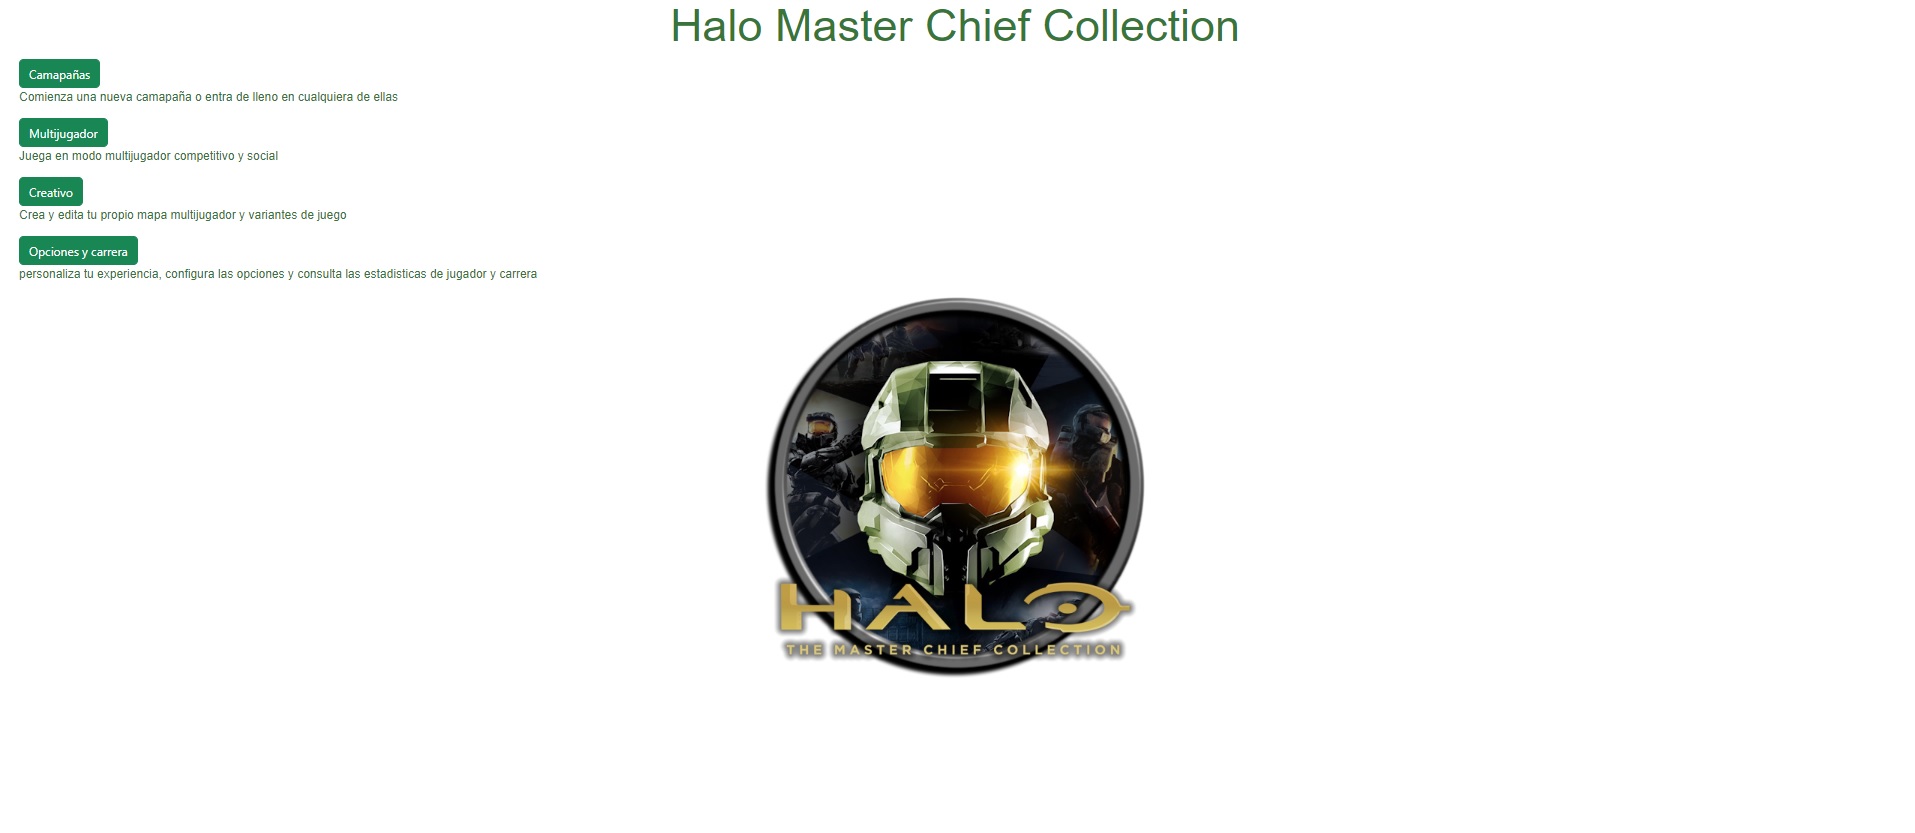 Halo Master Chief Collection
Camapañas
Comienza una nueva camapaña o entra de lleno en cualquiera de ellas
Multijugador
Juega en modo multijugador competitivo y social
Creativo
Crea y edita tu propio mapa multijugador y variantes de juego
Opciones y carrera
personaliza tu experiencia, configura las opciones y consulta las estadisticas de jugador y carrera
HALO
THE MASTER CHIEF COLLECTION